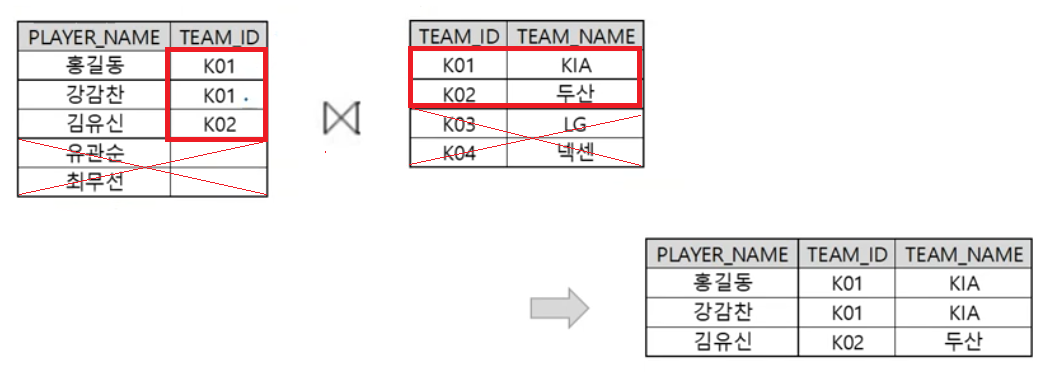 PLAYER_NAME TEAM_ID
홍길동 K01
강감찬 K01
김유신 K02
유관순
최무선
TEAM_ID TEAM_NAME
K01 KIA
K02 두산
K03 LG
K04 넥센
PLAYER_NAME TEAM_ID TEAM_NAME
홍길동 K01 KIA
강감찬 K01 KIA
김유신 K02 두산